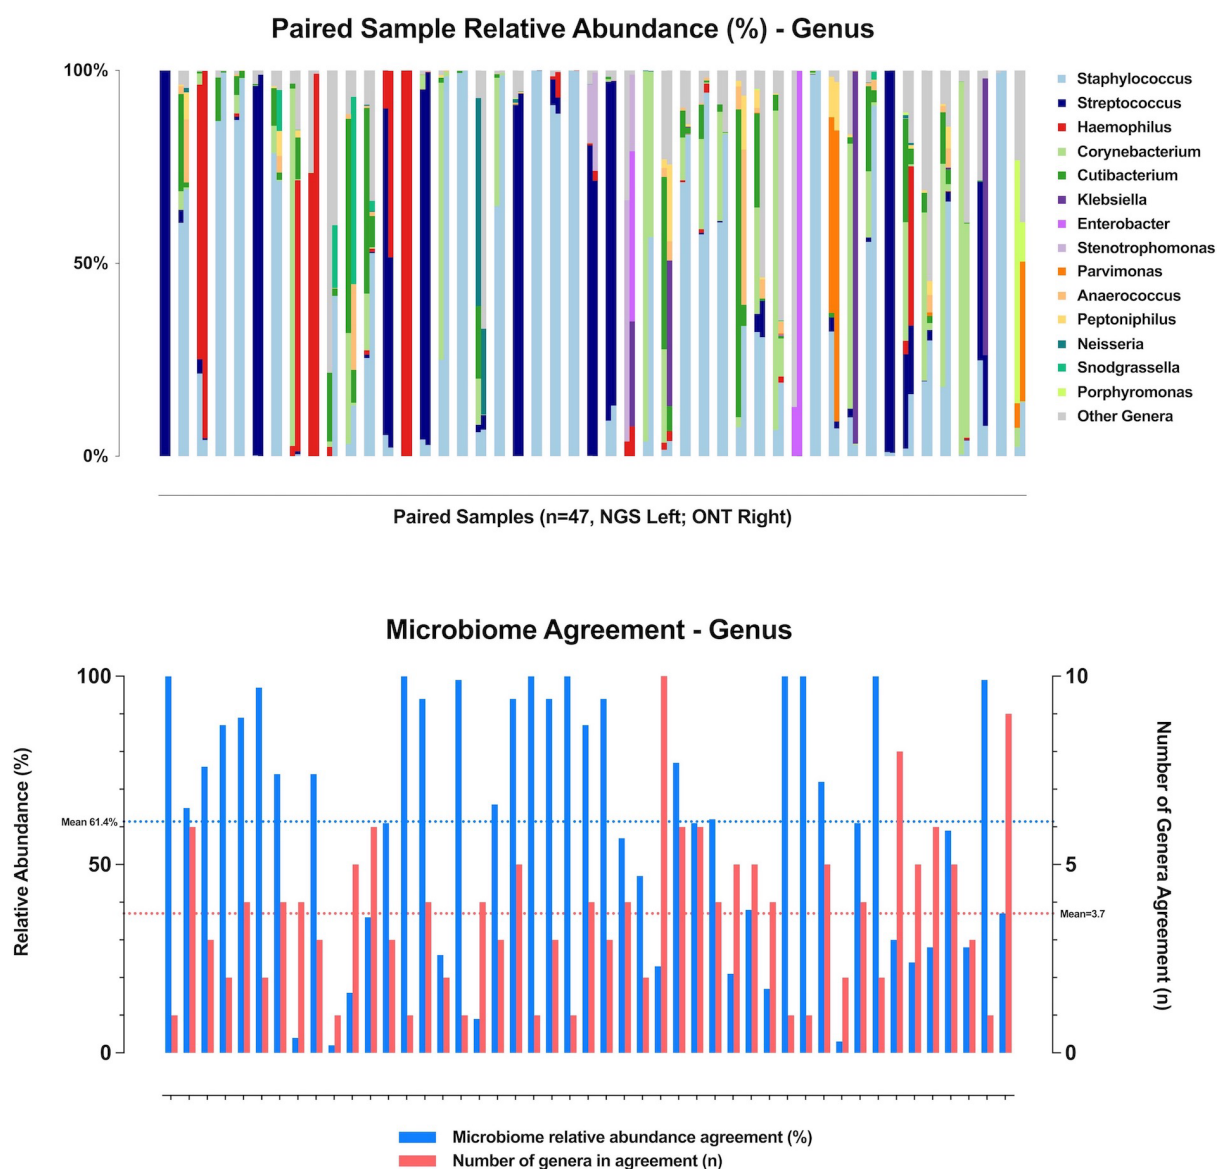 Paired Sample Relative Abundance (%) - Genus
100%
50%
0%
Staphylococcus
Streptococcus
Haemophilus
Corynebacterium
Cutibacterium
Klebsiella
Enterobacter
Stenotrophomonas
Parvimonas
Anaerococcus
Peptoniphilus
Neisseria
Snodgrassella
Porphyromonas
Other Genera
Paired Samples (n=47, NGS Left; ONT Right)
Microbiome Agreement - Genus
Relative Abundance (%)
100
50
0
Mean 61.4%
10
5
0
Mean=3.7
Number of Genera Agreement (n)
Microbiome relative abundance agreement (%)
Number of genera in agreement (n)